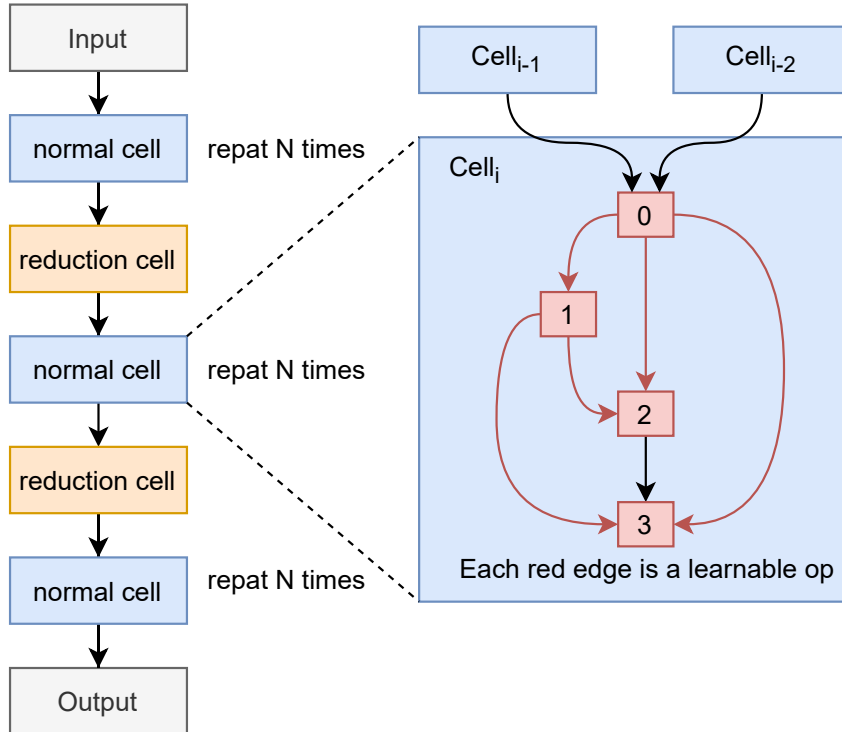 Input
normal cell
repat N times
reduction cell
normal cell
repat N times
reduction cell
normal cell
repat N times
Output
Cell i-1
Cell i-2
Cell i
0
1
2
3
Each red edge is a learnable op